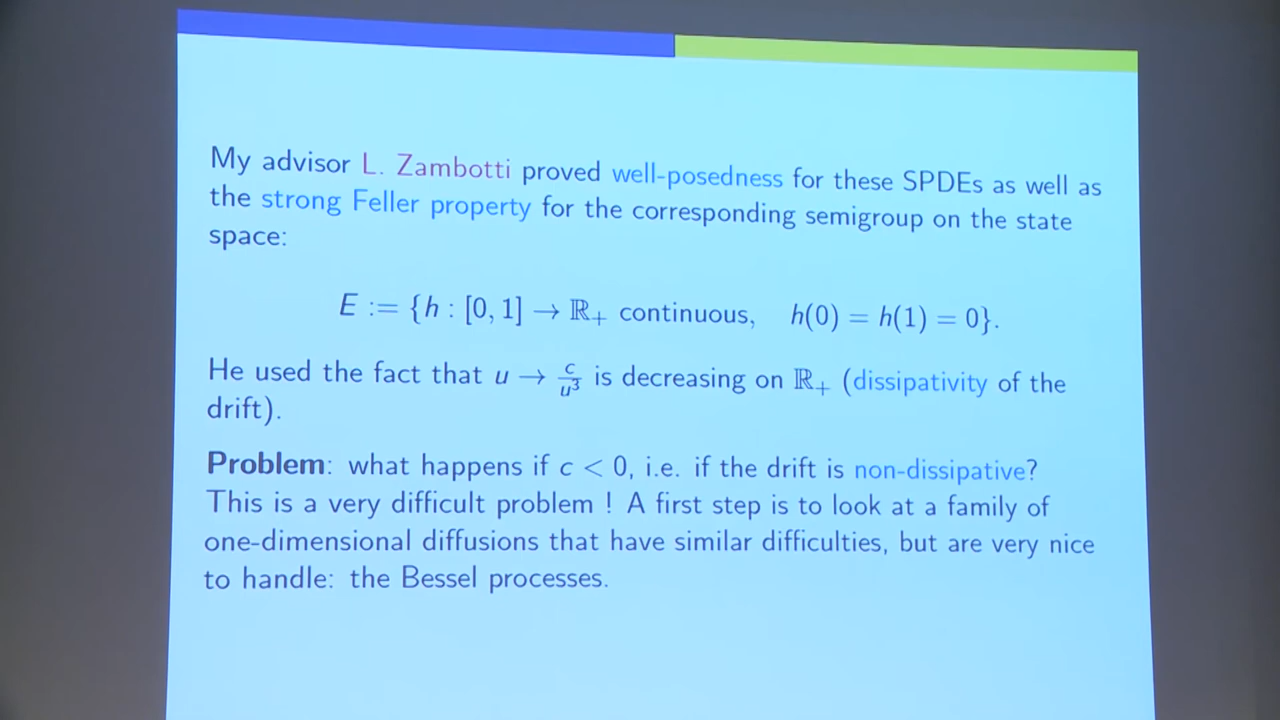 My advisor L. Zambotti proved well-posedness for these SPDEs as well as
the strong Feller property for the corresponding semigroup on the state
space:
E := {h : [0, 1] → ℝ₊ continuous, h(0) = h(1) = 0}.
He used the fact that u → c/u³ is decreasing on ℝ₊ (dissipativity of the
drift).
Problem: what happens if c < 0, i.e. if the drift is non-dissipative?
This is a very difficult problem ! A first step is to look at a family of
one-dimensional diffusions that have similar difficulties, but are very nice
to handle: the Bessel processes.